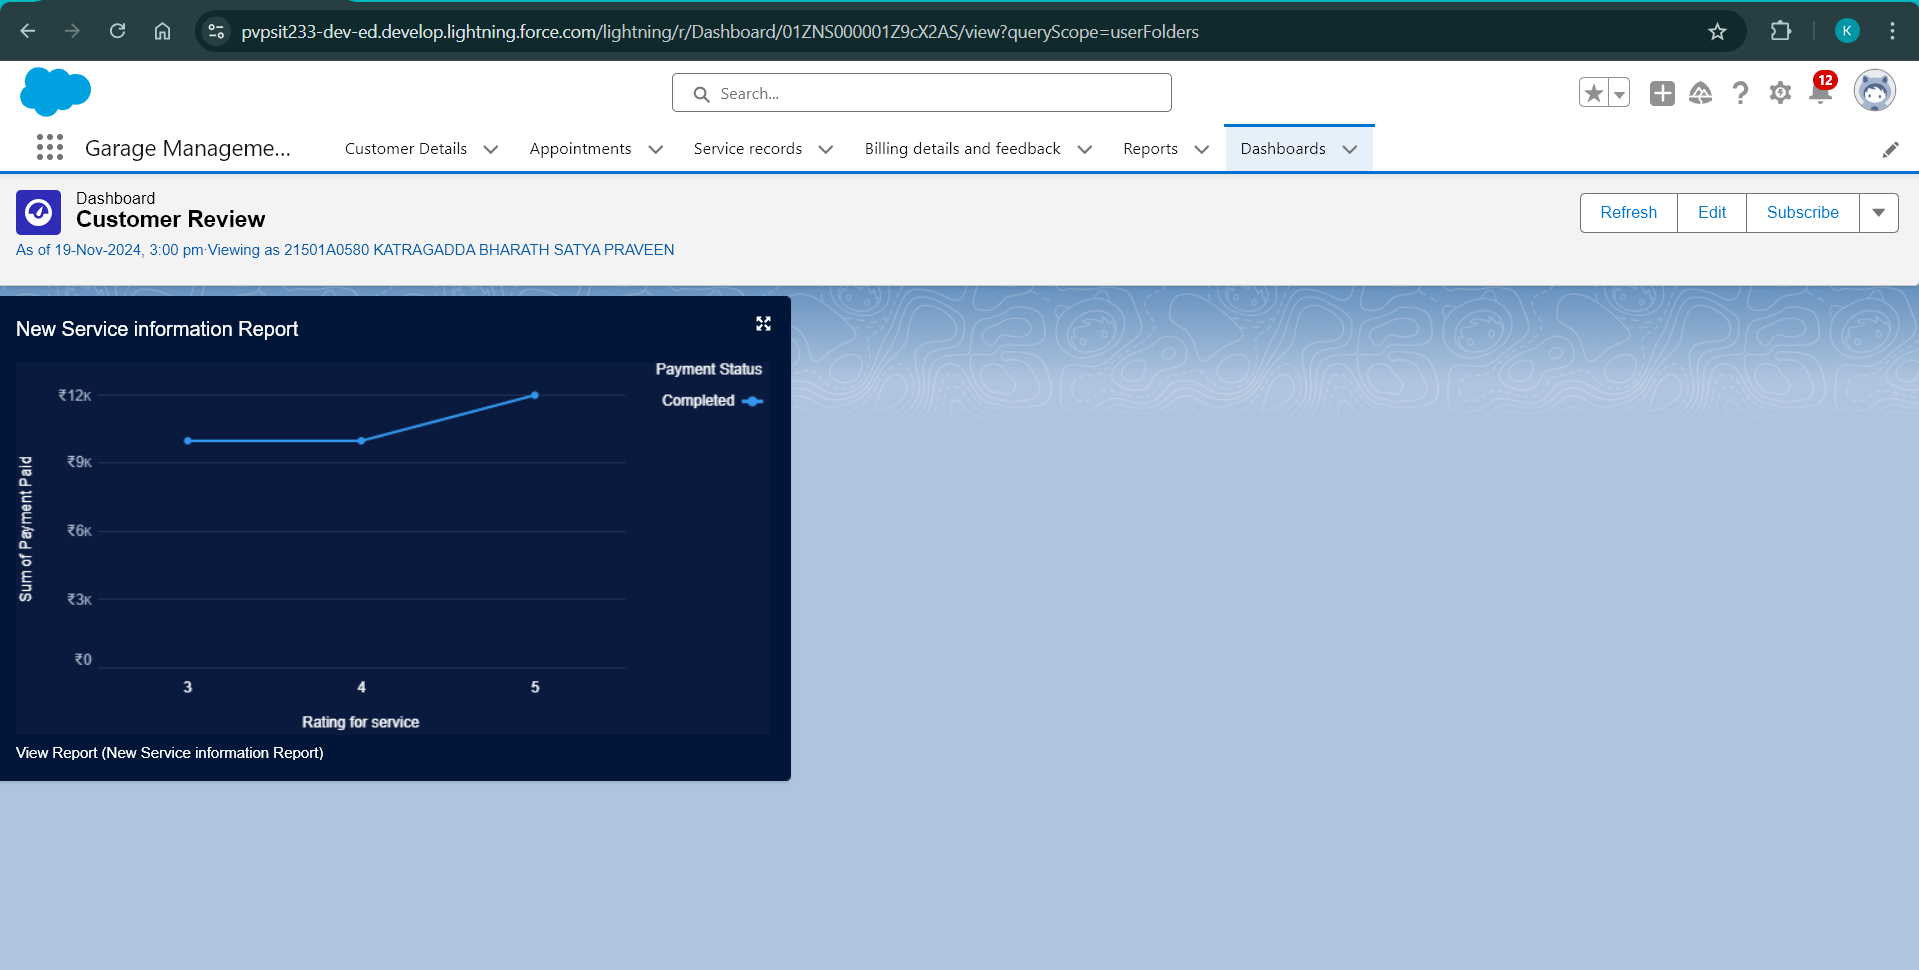 pvpsit233-dev-ed.develop.lightning.force.com/lightning/r/Dashboard/01ZNS000001Z9cX2AS/view?queryScope=userFolders
K
Search...
12
Garage Manageme...
Customer Details
Appointments
Service records
Billing details and feedback
Reports
Dashboards
Dashboard
Customer Review
As of 19-Nov-2024, 3:00 pm·Viewing as 21501A0580 KATRAGADDA BHARATH SATYA PRAVEEN
Refresh
Edit
Subscribe
New Service information Report
Payment Status
Completed
Sum of Payment Paid
₹12K
₹9K
₹6K
₹3K
₹0
3
4
5
Rating for service
View Report (New Service information Report)